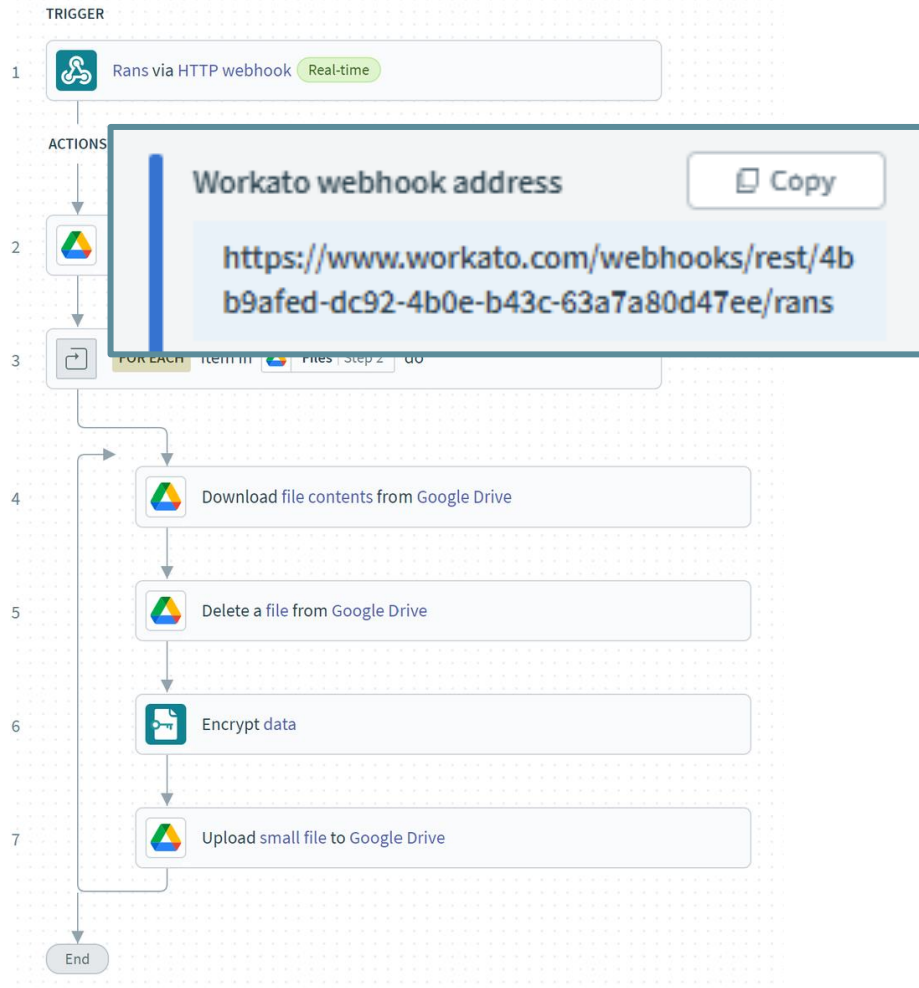 TRIGGER
1
Rans via HTTP webhook Real-time
ACTIONS
Workato webhook address
Copy
https://www.workato.com/webhooks/rest/4b
b9afed-dc92-4b0e-b43c-63a7a80d47ee/rans
2
3
FOR EACH item in Files Step 2 do
4
Download file contents from Google Drive
5
Delete a file from Google Drive
6
Encrypt data
7
Upload small file to Google Drive
End